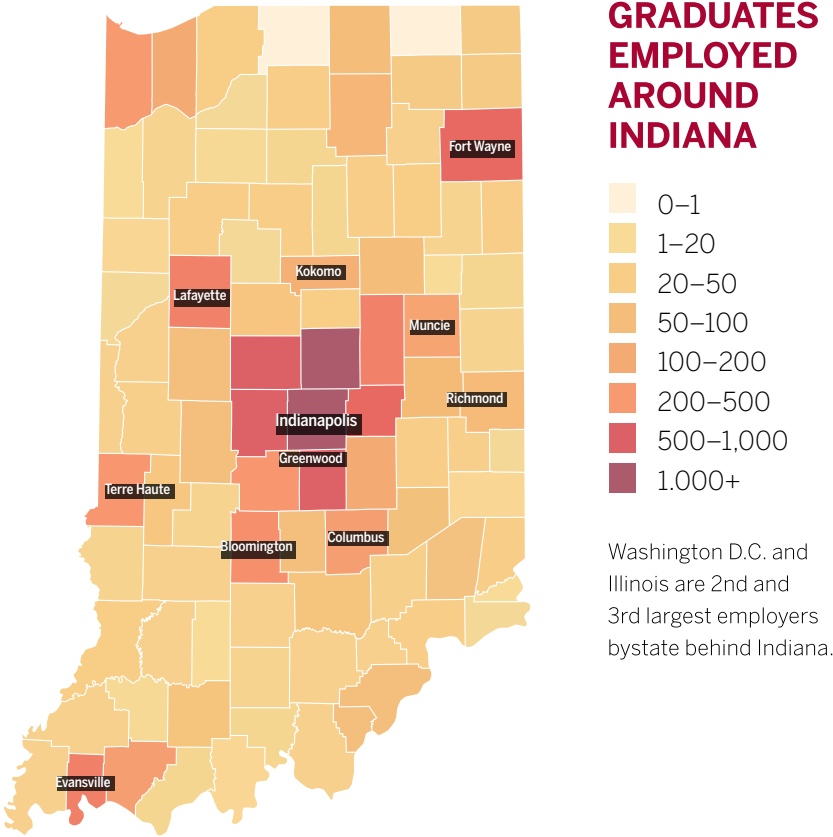 GRADUATES
EMPLOYED
AROUND
INDIANA
0–1
1–20
20–50
50–100
100–200
200–500
500–1,000
1.000+
Washington D.C. and
Illinois are 2nd and
3rd largest employers
bystate behind Indiana.
Fort Wayne
Kokomo
Lafayette
Muncie
Richmond
Indianapolis
Greenwood
Terre Haute
Bloomington
Columbus
Evansville